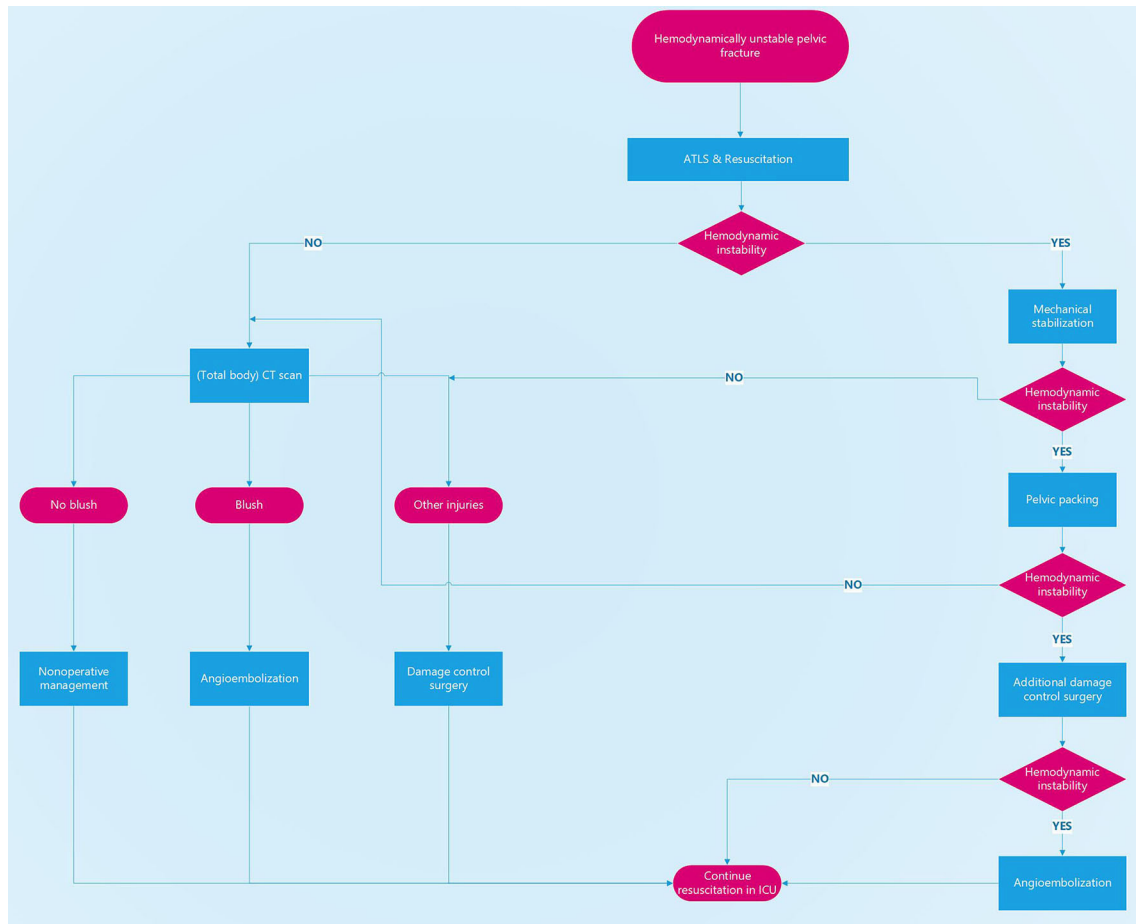 Hemodynamically unstable pelvic
fracture
ATLS & Resuscitation
Hemodynamic
instability
NO
YES
Mechanical
stabilization
(Total body) CT scan
NO
Hemodynamic
instability
YES
No blush
Blush
Other injuries
Pelvic packing
NO
Hemodynamic
instability
YES
Nonoperative
management
Angioembolization
Damage control
surgery
Additional damage
control surgery
NO
Hemodynamic
instability
YES
Continue
resuscitation in ICU
Angioembolization